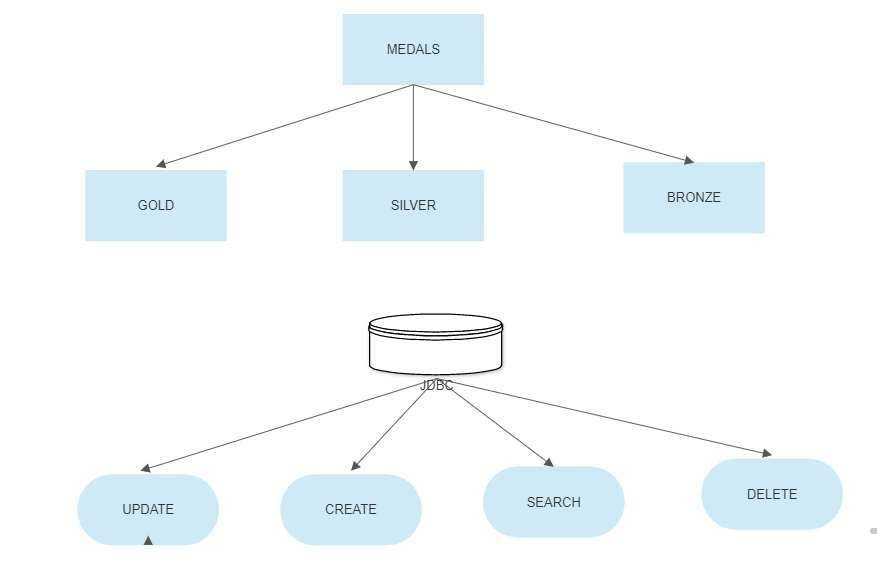 MEDALS
GOLD
SILVER
BRONZE
JDBC
UPDATE
CREATE
SEARCH
DELETE